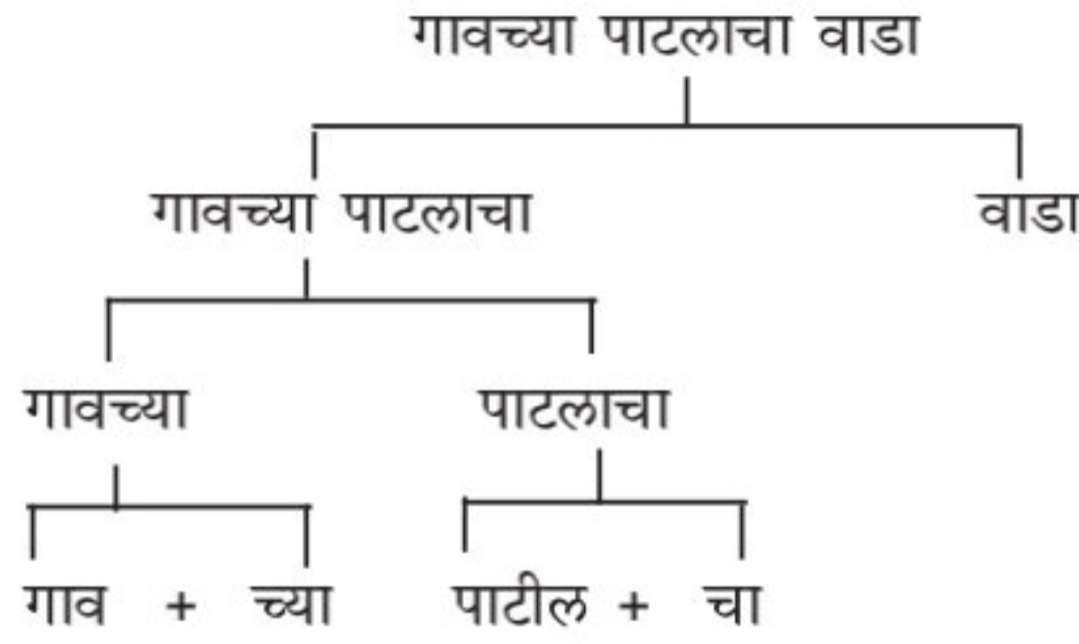 गावच्या पाटलाचा वाडा
गावच्या पाटलाचा वाडा
गावच्या पाटलाचा
गाव + च्या पाटील + चा